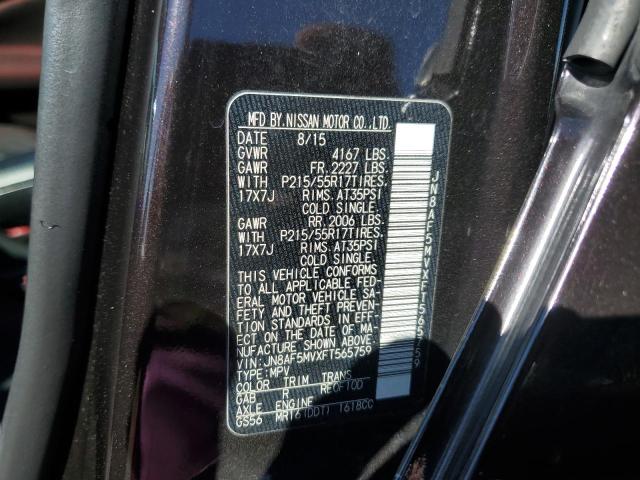 MFD BY NISSAN MOTOR CO.,LTD.
DATE 8/15
GVWR 4167 LBS.
GAWR FR. 2227 LBS.
WITH P215/55R17TIRES.
17X7J RIMS. AT35PSI
COLD SINGLE.
GAWR RR. 2006 LBS.
WITH P215/55R17TIRES.
17X7J RIMS. AT35PSI
COLD SINGLE.
THIS VEHICLE CONFORMS
TO ALL APPLICABLE FED-
ERAL MOTOR VEHICLE SA-
FETY AND THEFT PREVEN-
TION STANDARDS IN EFF-
ECT ON THE DATE OF MA-
NUFACTURE SHOWN ABOVE.
VIN:JN8AF5MVXFT565759
TYPE:MPV
COLOR TRIM TRANS
GAB R RE0F10D
AXLE ENGINE
GS56 MR16(DDT) 1618CC
JN8AF5MVXFT565759